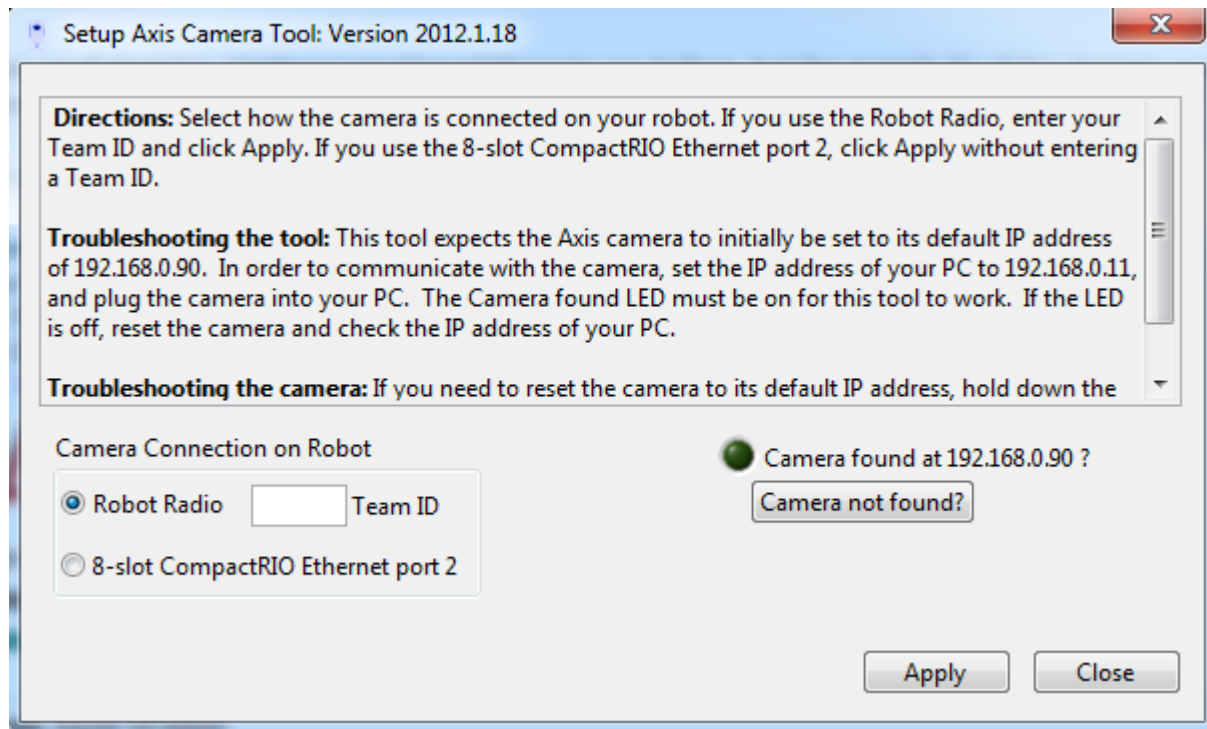 Setup Axis Camera Tool: Version 2012.1.18
Directions: Select how the camera is connected on your robot. If you use the Robot Radio, enter your
Team ID and click Apply. If you use the 8-slot CompactRIO Ethernet port 2, click Apply without entering
a Team ID.
Troubleshooting the tool: This tool expects the Axis camera to initially be set to its default IP address
of 192.168.0.90.  In order to communicate with the camera, set the IP address of your PC to 192.168.0.11,
and plug the camera into your PC.  The Camera found LED must be on for this tool to work.  If the LED
is off, reset the camera and check the IP address of your PC.
Troubleshooting the camera: If you need to reset the camera to its default IP address, hold down the
Camera Connection on Robot
Camera found at 192.168.0.90 ?
Robot Radio Team ID
Camera not found?
8-slot CompactRIO Ethernet port 2
Apply Close